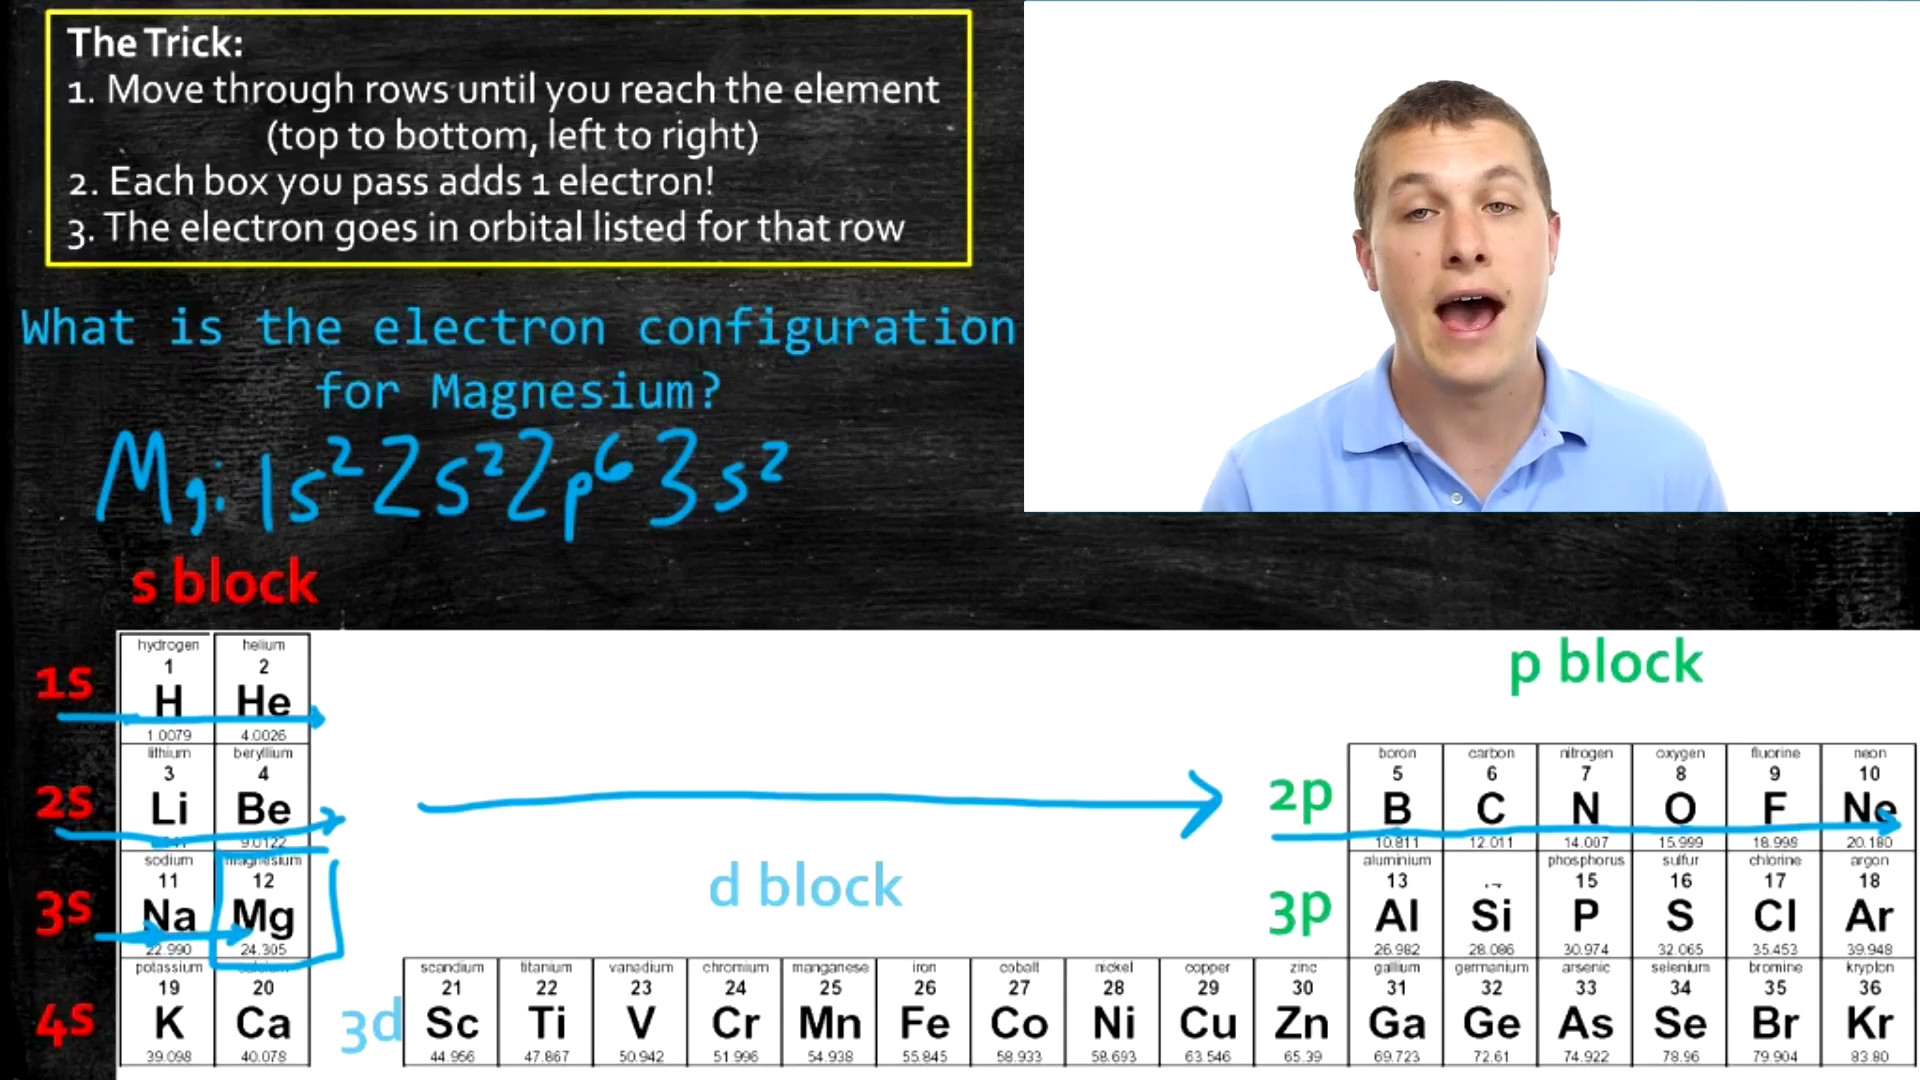 The Trick:
1. Move through rows until you reach the element
(top to bottom, left to right)
2. Each box you pass adds 1 electron!
3. The electron goes in orbital listed for that row
What is the electron configuration
for Magnesium?
Mg: 1s²2s²2p⁶3s²
s block
p block
hydrogen helium
1 2
1s H He
1.0079 4.0026
lithium beryllium boron carbon nitrogen oxygen fluorine neon
3 4 5 6 7 8 9 10
2s Li Be 2p B C N O F Ne
9.0122 10.811 12.011 14.007 15.999 18.998 20.180
sodium magnesium aluminium phosphorus sulfur chlorine argon
11 12 d block 13 15 16 17 18
3s Na Mg 3p Al Si P S Cl Ar
22.990 24.305 26.982 28.086 30.974 32.065 35.453 39.948
potassium calcium scandium titanium vanadium chromium manganese iron cobalt nickel copper zinc gallium germanium arsenic selenium bromine krypton
19 20 21 22 23 24 25 26 27 28 29 30 31 32 33 34 35 36
4s K Ca 3d Sc Ti V Cr Mn Fe Co Ni Cu Zn Ga Ge As Se Br Kr
39.098 40.078 44.956 47.867 50.942 51.996 54.938 55.845 58.933 58.693 63.546 65.39 69.723 72.61 74.922 78.96 79.904 83.80